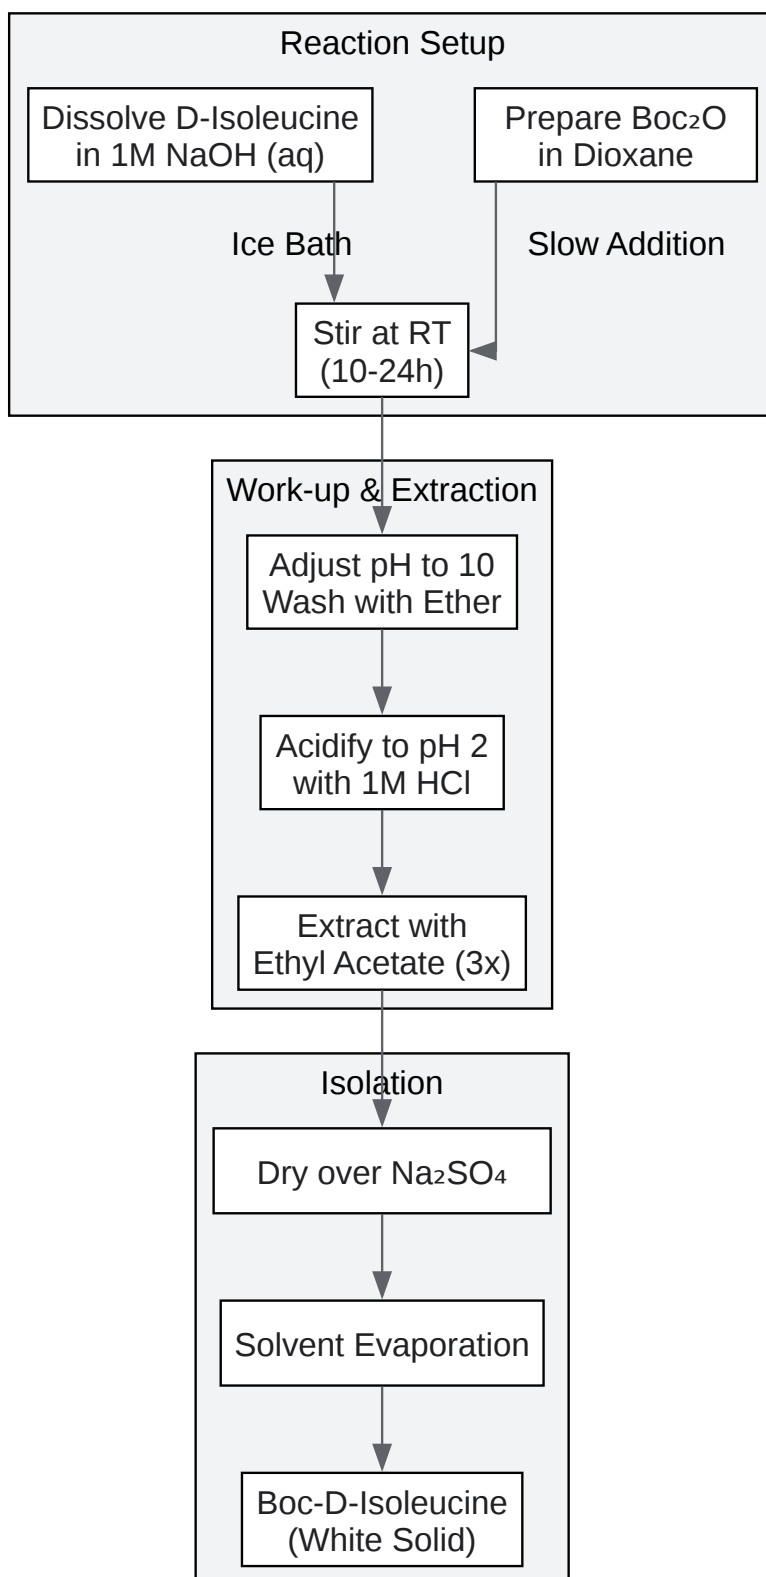 Reaction Setup
Dissolve D-Isoleucine
in 1M NaOH (aq)
Prepare Boc₂O
in Dioxane
Ice Bath
Slow Addition
Stir at RT
(10-24h)
Work-up & Extraction
Adjust pH to 10
Wash with Ether
Acidify to pH 2
with 1M HCl
Extract with
Ethyl Acetate (3x)
Isolation
Dry over Na₂SO₄
Solvent Evaporation
Boc-D-Isoleucine
(White Solid)